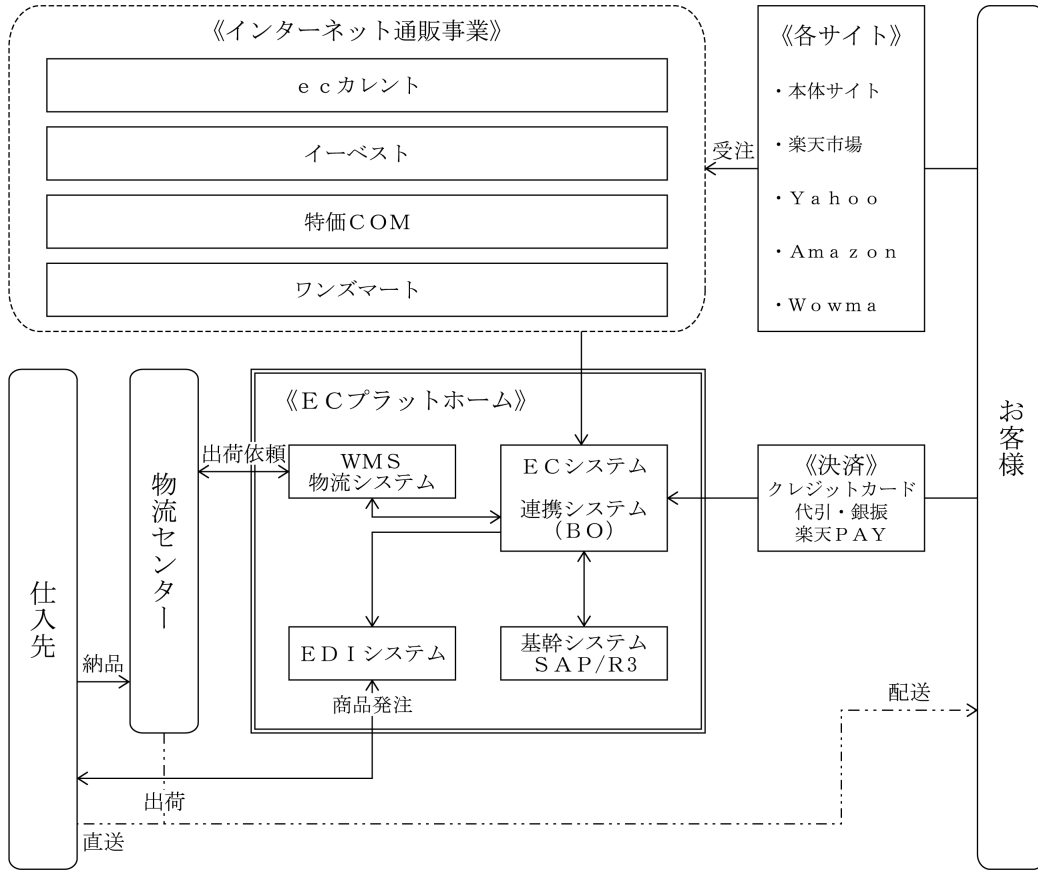 《インターネット通販事業》
ｅｃカレント
イーベスト
特価ＣＯＭ
ワンズマート
受注
《各サイト》
・本体サイト
・楽天市場
・Ｙａｈｏｏ
・Ａｍａｚｏｎ
・Ｗｏｗｍａ
お客様
仕入先
物流センター
納品
出荷依頼
《ＥＣプラットホーム》
ＷＭＳ
物流システム
ＥＣシステム
連携システム
（ＢＯ）
ＥＤＩシステム
基幹システム
ＳＡＰ/Ｒ３
商品発注
《決済》
クレジットカード
代引・銀振
楽天ＰＡＹ
配送
出荷
直送